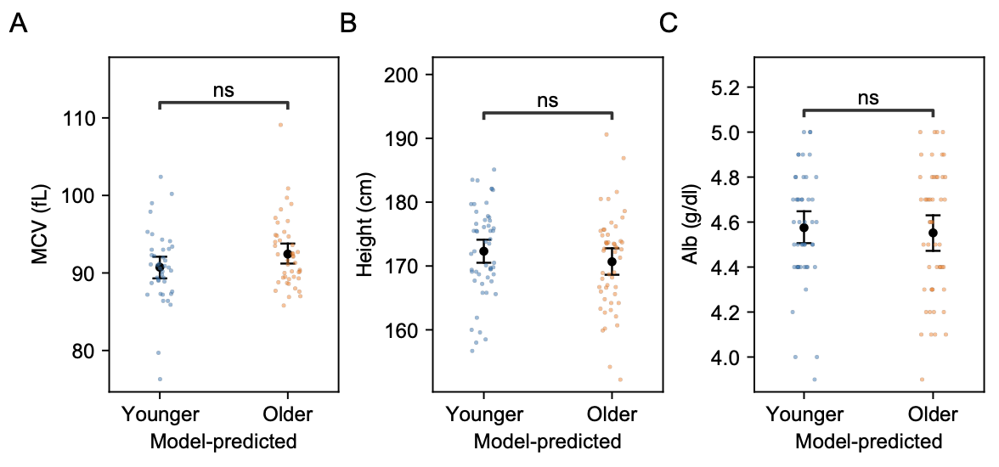 A
B
C
MCV (fL)
110
100
90
80
ns
Younger
Older
Model-predicted
Height (cm)
200
190
180
170
160
ns
Younger
Older
Model-predicted
Alb (g/dl)
5.2
5.0
4.8
4.6
4.4
4.2
4.0
ns
Younger
Older
Model-predicted